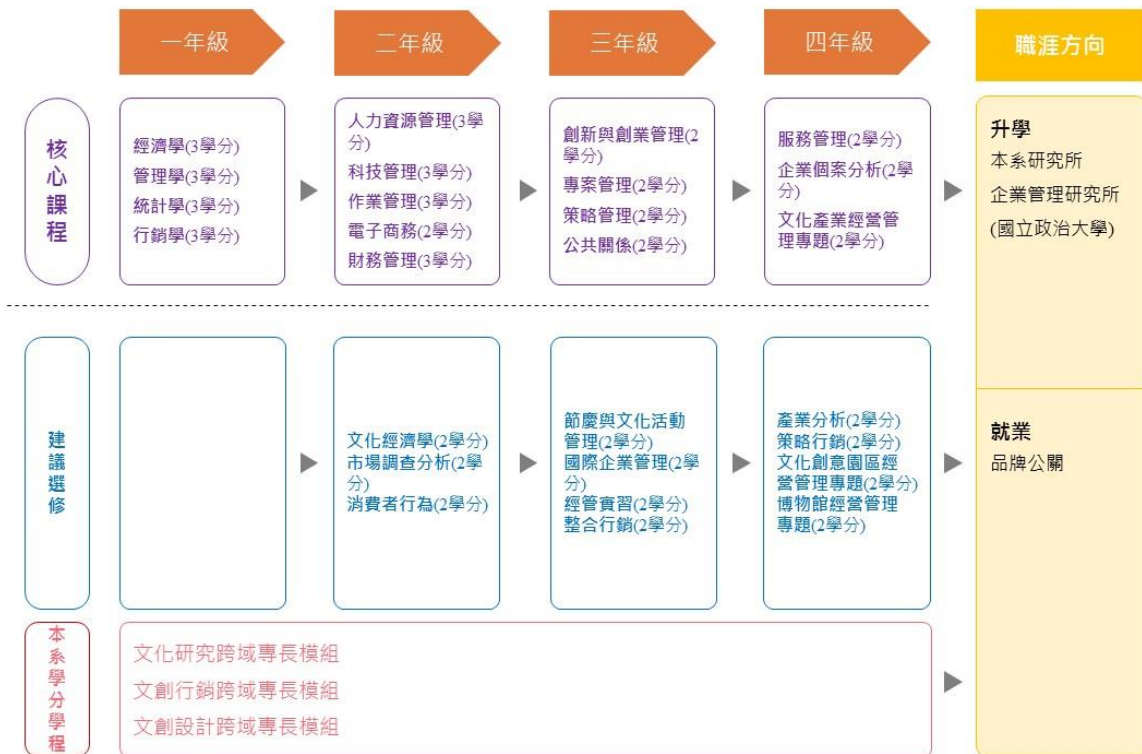 一年級
二年級
三年級
四年級
職涯方向
核心課程
經濟學(3學分)
管理學(3學分)
統計學(3學分)
行銷學(3學分)
人力資源管理(3學
分)
科技管理(3學分)
作業管理(3學分)
電子商務(2學分)
財務管理(3學分)
創新與創業管理(2
學分)
專案管理(2學分)
策略管理(2學分)
公共關係(2學分)
服務管理(2學分)
企業個案分析(2學
分)
文化產業經營管
理專題(2學分)
升學
本系研究所
企業管理研究所
(國立政治大學)
建議選修
文化經濟學(2學分)
市場調查分析(2學
分)
消費者行為(2學分)
節慶與文化活動
管理(2學分)
國際企業管理(2學
分)
經管實習(2學分)
整合行銷(2學分)
產業分析(2學分)
策略行銷(2學分)
文化創意園區經
營管理專題(2學分)
博物館經營管理
專題(2學分)
就業
品牌公關
本系學分學程
文化研究跨域專長模組
文創行銷跨域專長模組
文創設計跨域專長模組